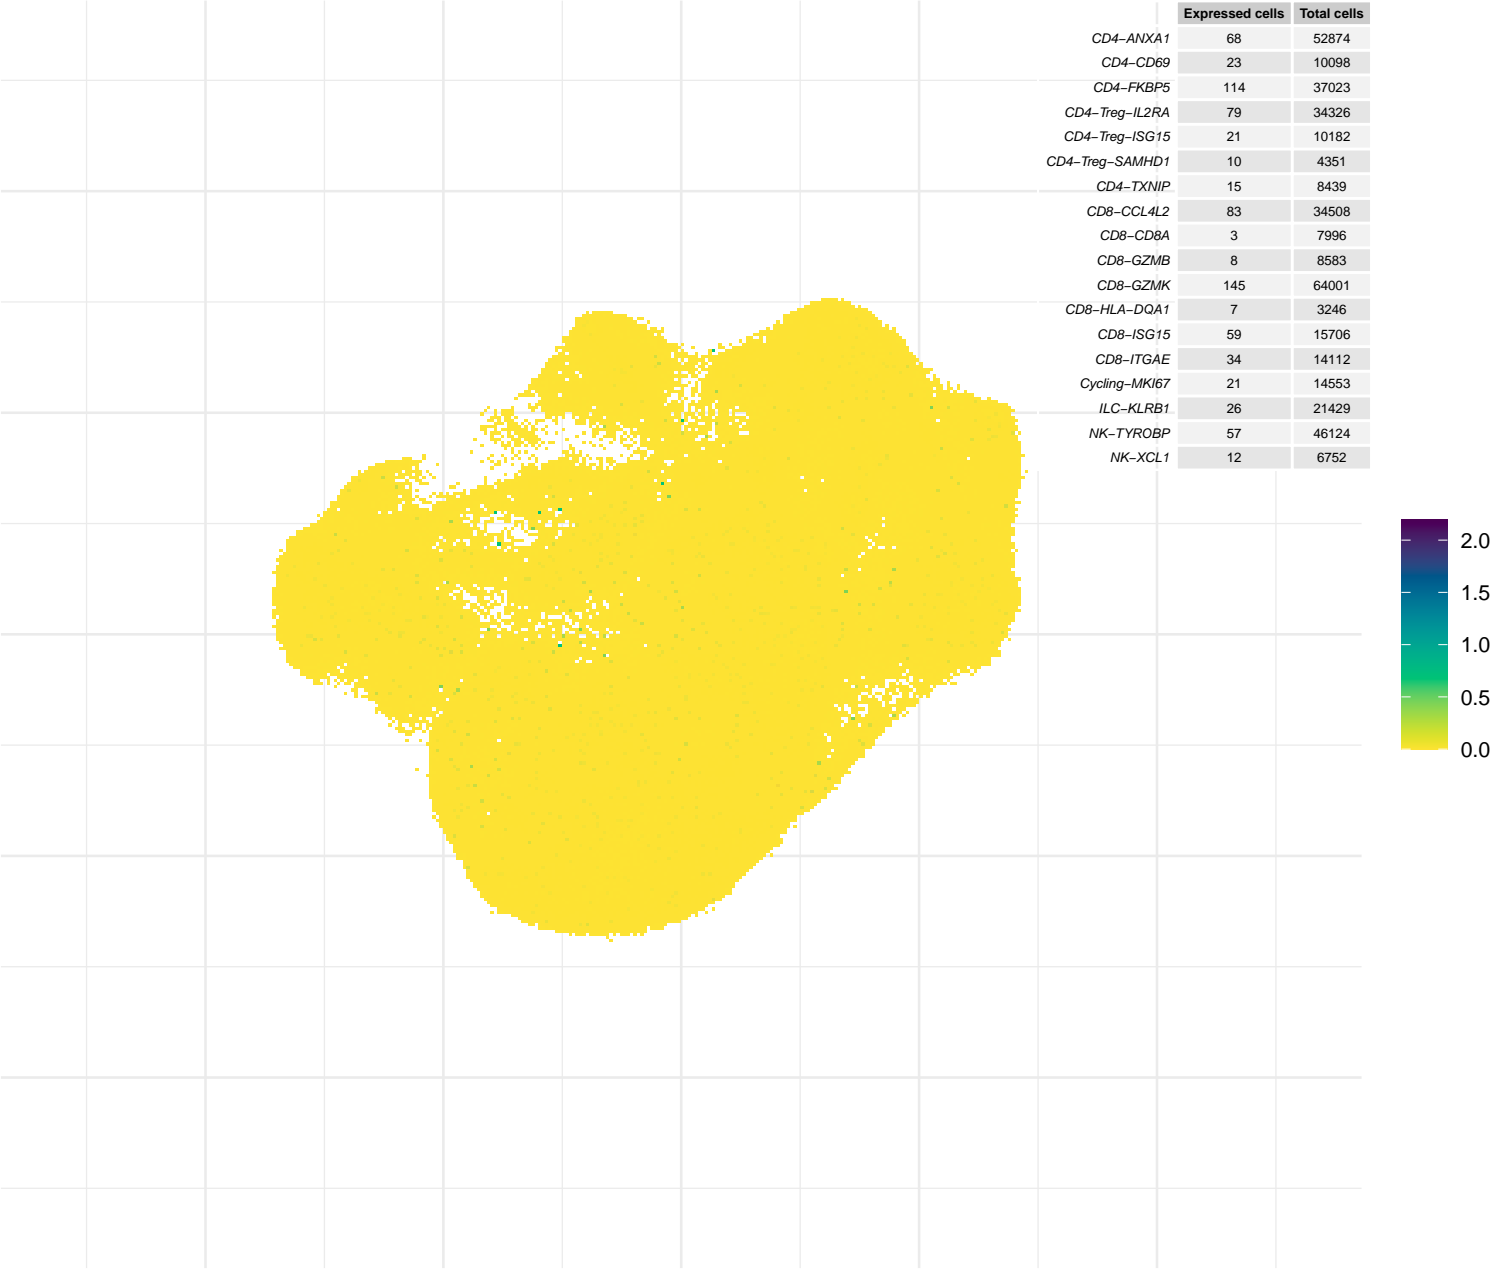 Expressed cells Total cells
CD4−ANXA1 68 52874
CD4−CD69 23 10098
CD4−FKBP5 114 37023
CD4−Treg−IL2RA 79 34326
CD4−Treg−ISG15 21 10182
CD4−Treg−SAMHD1 10 4351
CD4−TXNIP 15 8439
CD8−CCL4L2 83 34508
CD8−CD8A 3 7996
CD8−GZMB 8 8583
CD8−GZMK 145 64001
CD8−HLA−DQA1 7 3246
CD8−ISG15 59 15706
CD8−ITGAE 34 14112
Cycling−MKI67 21 14553
ILC−KLRB1 26 21429
NK−TYROBP 57 46124
NK−XCL1 12 6752
2.0
1.5
1.0
0.5
0.0